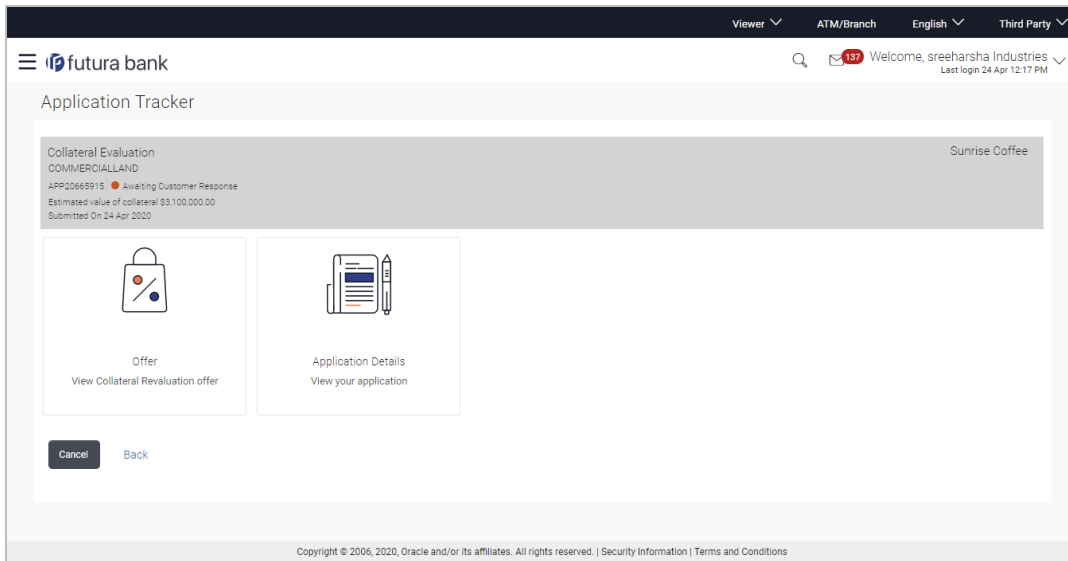 Viewer ATM/Branch English Third Party
futura bank 137 Welcome, sreeharsha Industries
Last login 24 Apr 12:17 PM
Application Tracker
Collateral Evaluation Sunrise Coffee
COMMERCIALLAND
APP20665915 Awaiting Customer Response
Estimated value of collateral $3,100,000.00
Submitted On 24 Apr 2020
Offer Application Details
View Collateral Revaluation offer View your application
Cancel Back
Copyright © 2006, 2020, Oracle and/or its affiliates. All rights reserved. | Security Information | Terms and Conditions